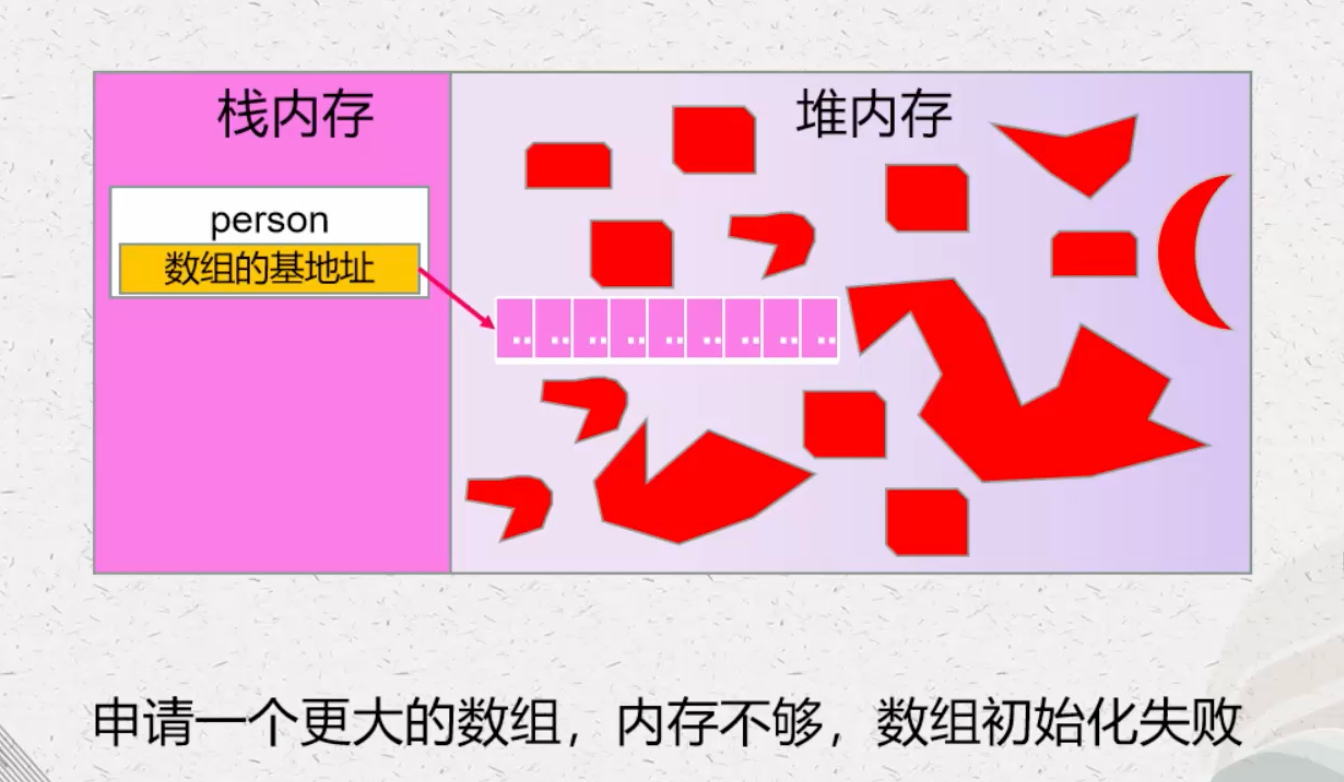 栈内存
堆内存
person
数组的基地址
申请一个更大的数组，内存不够，数组初始化失败